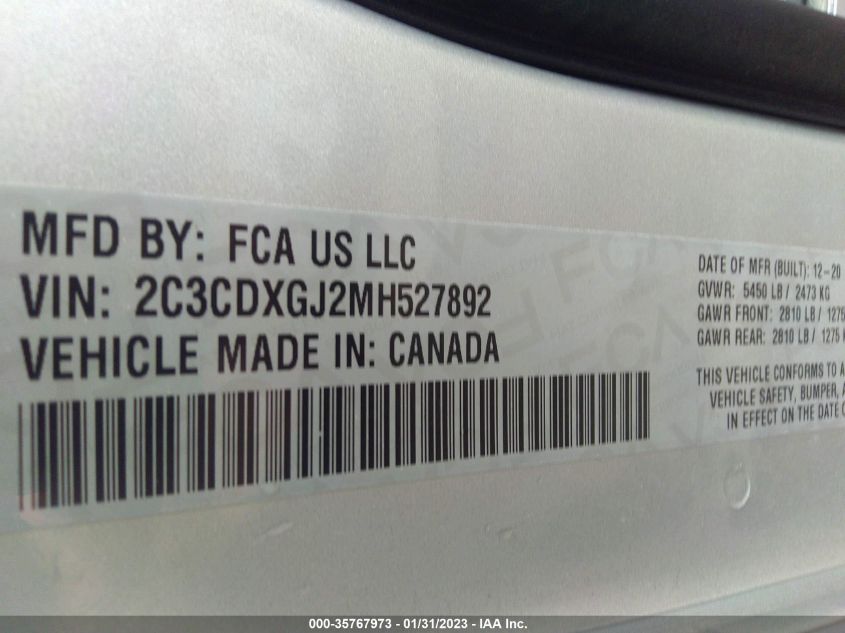 MFD BY: FCA US LLC
VIN: 2C3CDXGJ2MH527892
VEHICLE MADE IN: CANADA
DATE OF MFR (BUILT): 12-20
GVWR: 5450 LB / 2473 KG
GAWR FRONT: 2810 LB / 1275
GAWR REAR: 2810 LB / 1275 K
THIS VEHICLE CONFORMS TO A
VEHICLE SAFETY, BUMPER, A
IN EFFECT ON THE DATE O
000-35767973 - 01/31/2023 - IAA Inc.